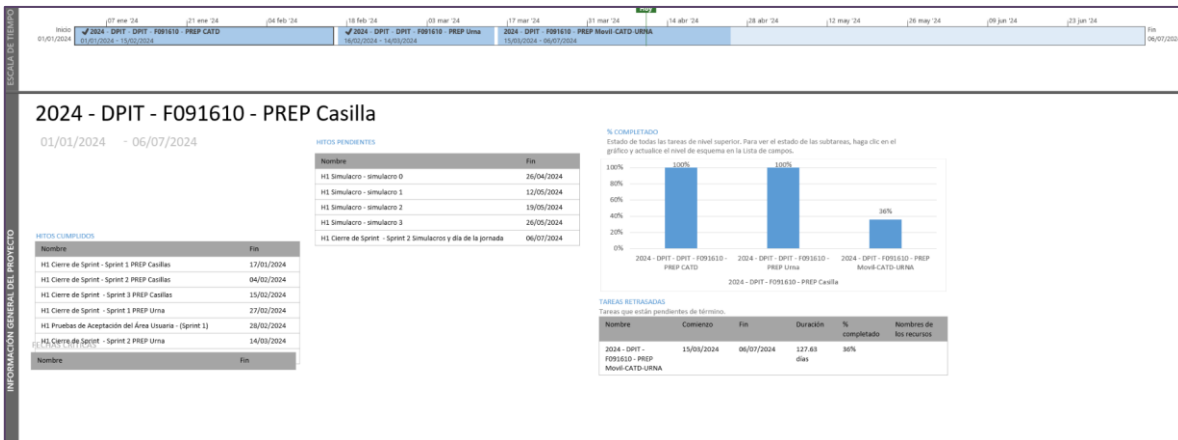 ESCALA DE TIEMPO
Hoy
07 ene '24 21 ene '24 04 feb '24 18 feb '24 03 mar '24 17 mar '24 31 mar '24 14 abr '24 28 abr '24 12 may '24 26 may '24 09 jun '24 23 jun '24
Inicio
01/01/2024
2024 - DPIT - DPIT - F091610 - PREP CATD
01/01/2024 - 15/02/2024
2024 - DPIT - DPIT - F091610 - PREP Urna
16/02/2024 - 14/03/2024
2024 - DPIT - F091610 - PREP Movil-CATD-URNA
15/03/2024 - 06/07/2024
Fin
06/07/2024
INFORMACIÓN GENERAL DEL PROYECTO
2024 - DPIT - F091610 - PREP Casilla
01/01/2024 - 06/07/2024
HITOS PENDIENTES
Nombre Fin
H1 Simulacro - simulacro 0 26/04/2024
H1 Simulacro - simulacro 1 12/05/2024
H1 Simulacro - simulacro 2 19/05/2024
H1 Simulacro - simulacro 3 26/05/2024
H1 Cierre de Sprint - Sprint 2 Simulacros y día de la jornada 06/07/2024
HITOS CUMPLIDOS
Nombre Fin
H1 Cierre de Sprint - Sprint 1 PREP Casillas 17/01/2024
H1 Cierre de Sprint - Sprint 2 PREP Casillas 04/02/2024
H1 Cierre de Sprint - Sprint 3 PREP Casillas 15/02/2024
H1 Cierre de Sprint - Sprint 1 PREP Urna 27/02/2024
H1 Pruebas de Aceptación del Área Usuaria - (Sprint 1) 28/02/2024
H1 Cierre de Sprint - Sprint 2 PREP Urna 14/03/2024
FECHAS CRÍTICAS
Nombre Fin
% COMPLETADO
Estado de todas las tareas de nivel superior. Para ver el estado de las subtareas, haga clic en el
gráfico y actualice el nivel de esquema en la Lista de campos.
100%
80%
60%
40%
20%
0%
100% 100% 36%
2024 - DPIT - DPIT - F091610 -
PREP CATD
2024 - DPIT - DPIT - F091610 -
PREP Urna
2024 - DPIT - F091610 - PREP
Movil-CATD-URNA
2024 - DPIT - F091610 - PREP Casilla
TAREAS RETRASADAS
Tareas que están pendientes de término.
Nombre Comienzo Fin Duración % completado Nombres de los recursos
2024 - DPIT - 15/03/2024 06/07/2024 127.63 36%
F091610 - PREP días
Movil-CATD-URNA